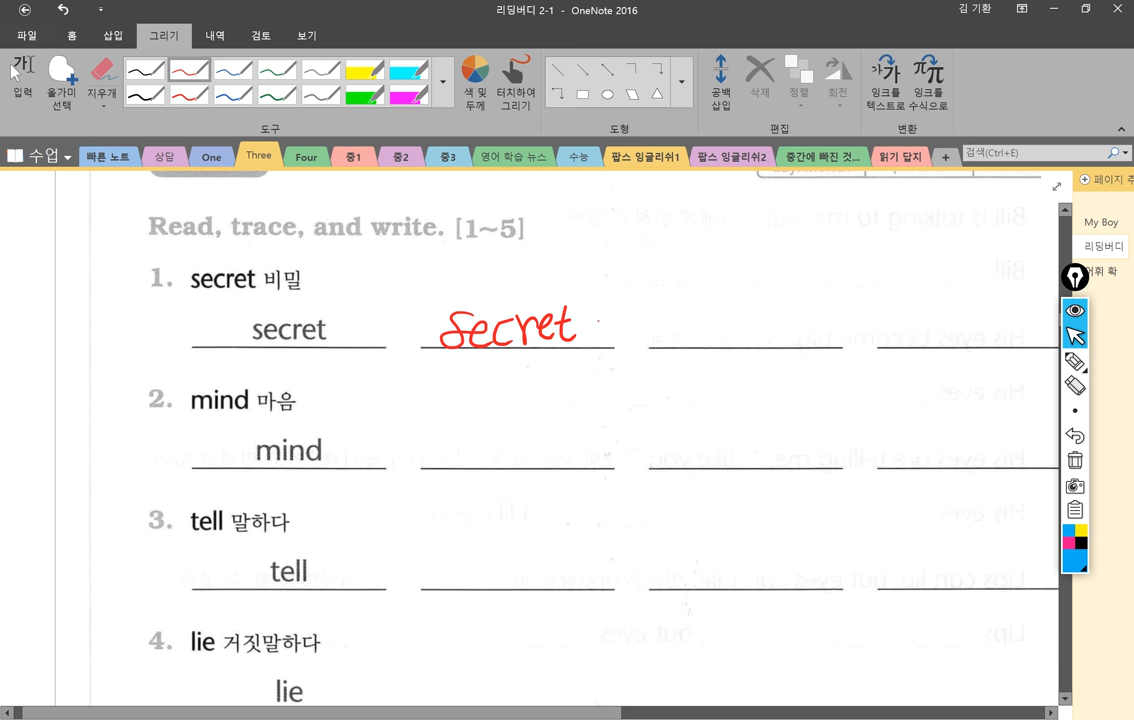 리딩버디 2-1 - OneNote 2016
김 기환
파일 홈 삽입 그리기 내역 검토 보기
입력
올가미 선택
지우개
색 및 두께
터치하여 그리기
공백 삽입
삭제
정렬
회전
잉크를 텍스트로
잉크를 수식으로
도구 도형 편집 변환
수업 빠른 노트 상담 One Three Four 중1 중2 중3 영어 학습 뉴스 수능 팝스 잉글리쉬1 팝스 잉글리쉬2 중간에 빠진 것... 읽기 답지 + 검색(Ctrl+E)
페이지 추
My Boy
리딩버디
어휘 확
Read, trace, and write. [1~5]
1. secret 비밀
secret secret
2. mind 마음
mind
3. tell 말하다
tell
4. lie 거짓말하다
lie